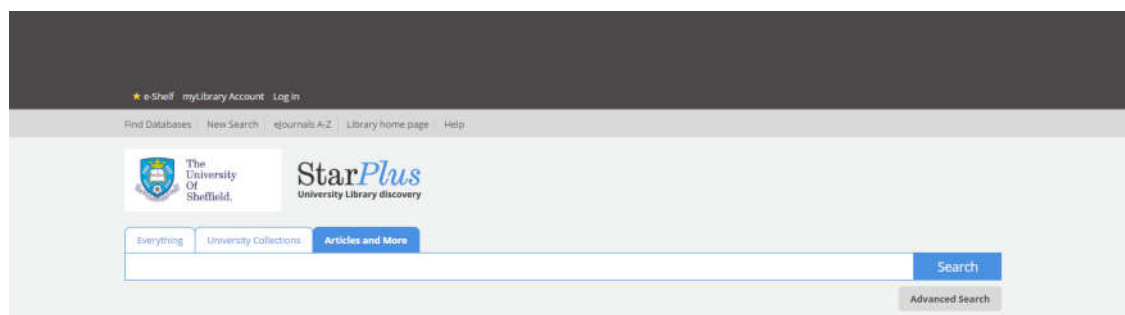 ★ e-Shelf myLibrary Account Log in
Find Databases New Search eJournals A-Z Library home page Help
The
University
Of
Sheffield.
StarPlus
University Library discovery
Everything University Collections Articles and More
Search
Advanced Search